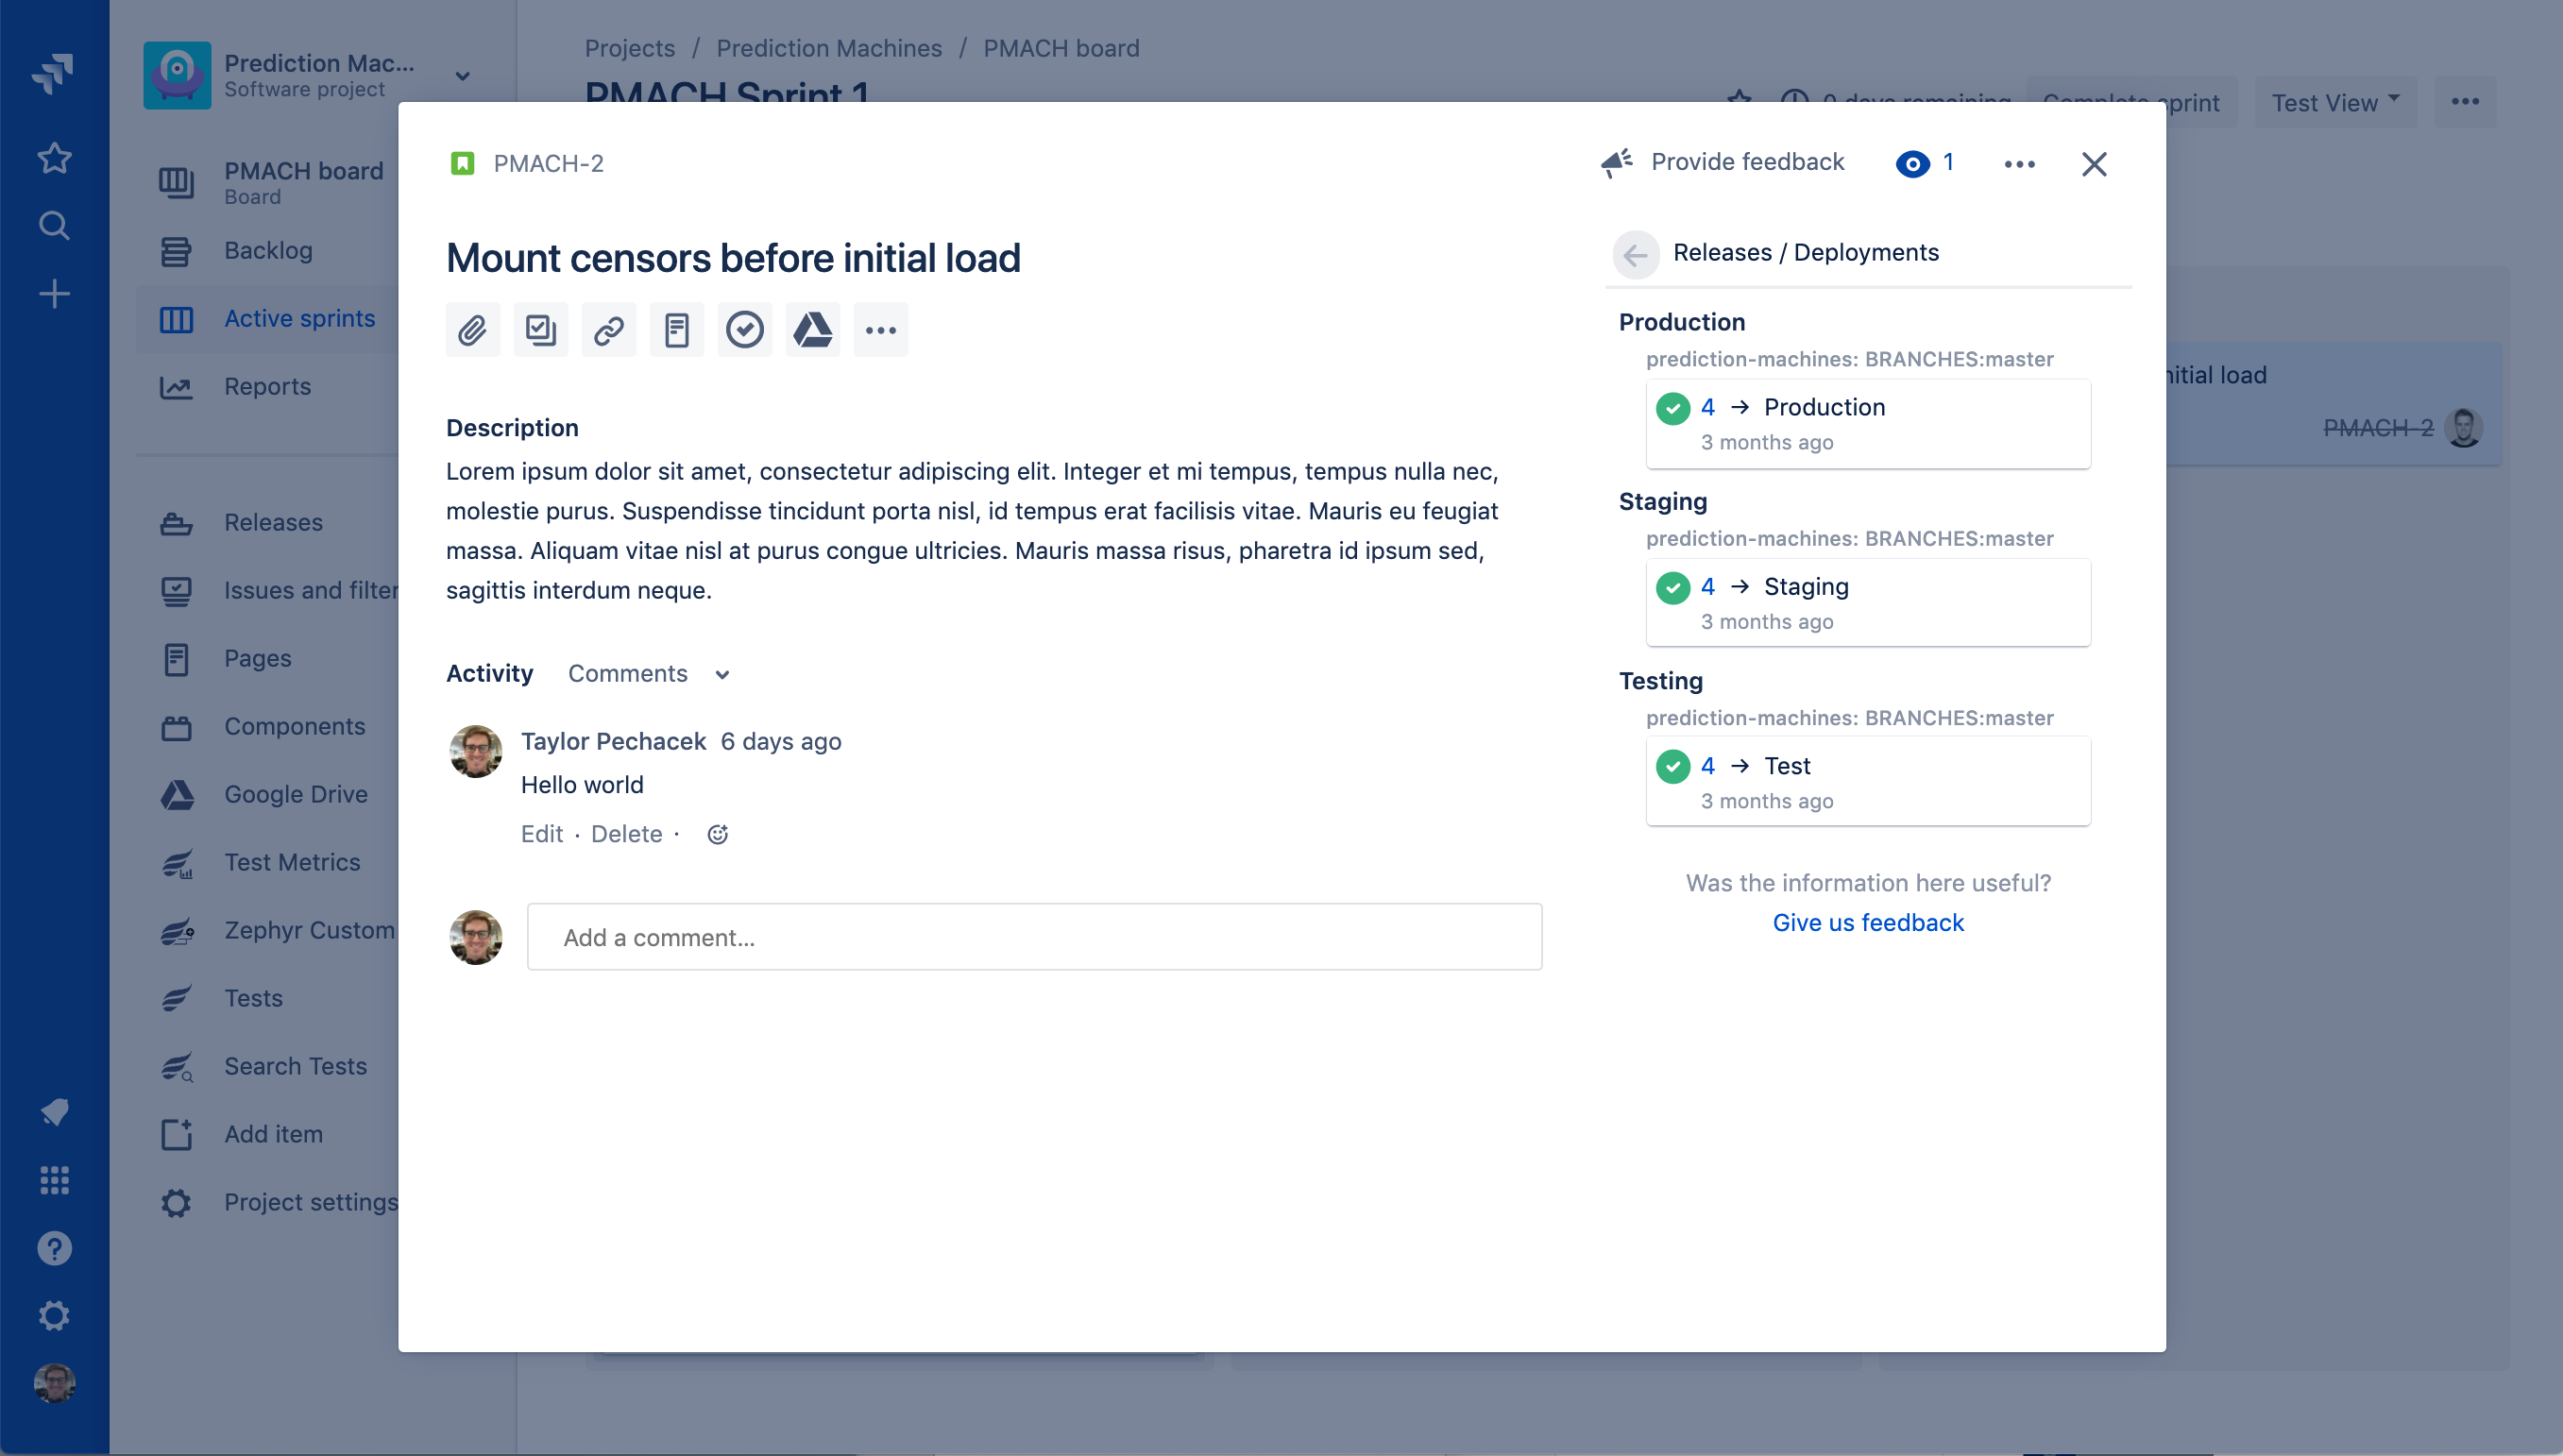 Prediction Mac...
Software project
PMACH board
Board
Backlog
Active sprints
Reports
Releases
Issues and filter
Pages
Components
Google Drive
Test Metrics
Zephyr Custom
Tests
Search Tests
Add item
Project settings
Projects / Prediction Machines / PMACH board
PMACH Sprint 1
0 days remaining
Complete sprint
Test View
initial load
PMACH-2
PMACH-2
Provide feedback
1
Mount censors before initial load
Description
Lorem ipsum dolor sit amet, consectetur adipiscing elit. Integer et mi tempus, tempus nulla nec,
molestie purus. Suspendisse tincidunt porta nisl, id tempus erat facilisis vitae. Mauris eu feugiat
massa. Aliquam vitae nisl at purus congue ultricies. Mauris massa risus, pharetra id ipsum sed,
sagittis interdum neque.
Activity Comments
Taylor Pechacek 6 days ago
Hello world
Edit · Delete ·
Add a comment...
Releases / Deployments
Production
prediction-machines: BRANCHES:master
4 → Production
3 months ago
Staging
prediction-machines: BRANCHES:master
4 → Staging
3 months ago
Testing
prediction-machines: BRANCHES:master
4 → Test
3 months ago
Was the information here useful?
Give us feedback